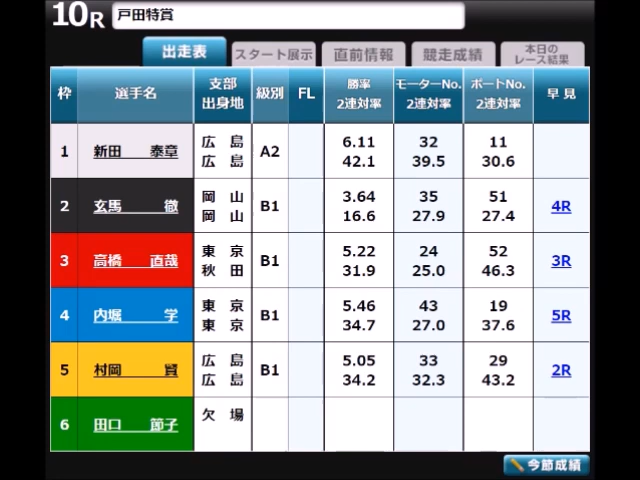 10R 戸田特賞
出走表 スタート展示 直前情報 競走成績 本日の レース結果
枠 選手名 支部 出身地 級別 FL 勝率 2連対率 モーターNo. 2連対率 ボートNo. 2連対率 早見
1 新田 泰章 広島 A2 6.11 32 11
広島 42.1 39.5 30.6
2 玄馬 徹 岡山 B1 3.64 35 51 4R
岡山 16.6 27.9 27.4
3 高橋 直哉 東京 B1 5.22 24 52 3R
秋田 31.9 25.0 46.3
4 内堀 学 東京 B1 5.46 43 19 5R
東京 34.7 27.0 37.6
5 村岡 賢 広島 B1 5.05 33 29 2R
広島 34.2 32.3 43.2
6 田口 節子 欠場
今節成績